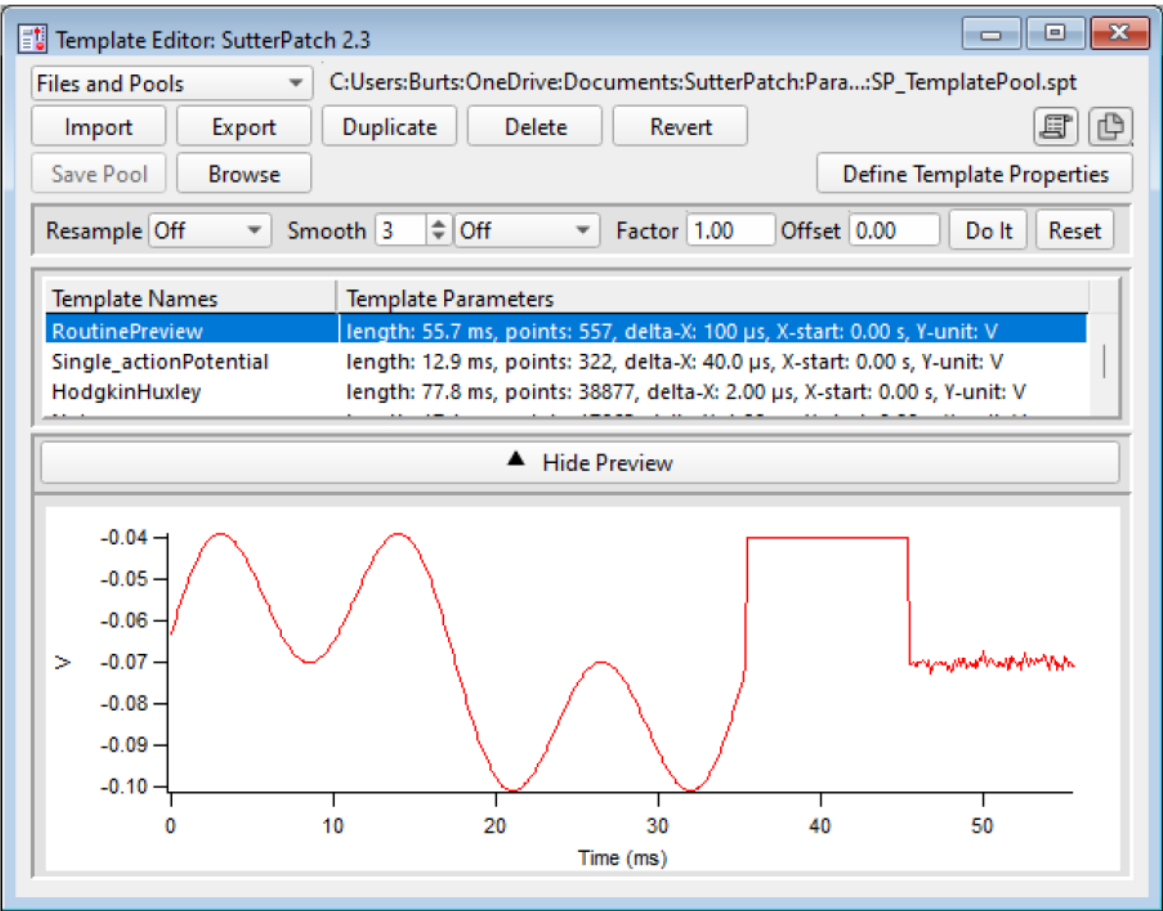 Template Editor: SutterPatch 2.3
Files and Pools C:Users:Burts:OneDrive:Documents:SutterPatch:Para...:SP_TemplatePool.spt
Import Export Duplicate Delete Revert
Save Pool Browse Define Template Properties
Resample Off Smooth 3 Off Factor 1.00 Offset 0.00 Do It Reset
Template Names Template Parameters
RoutinePreview length: 55.7 ms, points: 557, delta-X: 100 µs, X-start: 0.00 s, Y-unit: V
Single_actionPotential length: 12.9 ms, points: 322, delta-X: 40.0 µs, X-start: 0.00 s, Y-unit: V
HodgkinHuxley length: 77.8 ms, points: 38877, delta-X: 2.00 µs, X-start: 0.00 s, Y-unit: V
▲ Hide Preview
-0.04
-0.05
-0.06
V -0.07
-0.08
-0.09
-0.10
0 10 20 30 40 50
Time (ms)